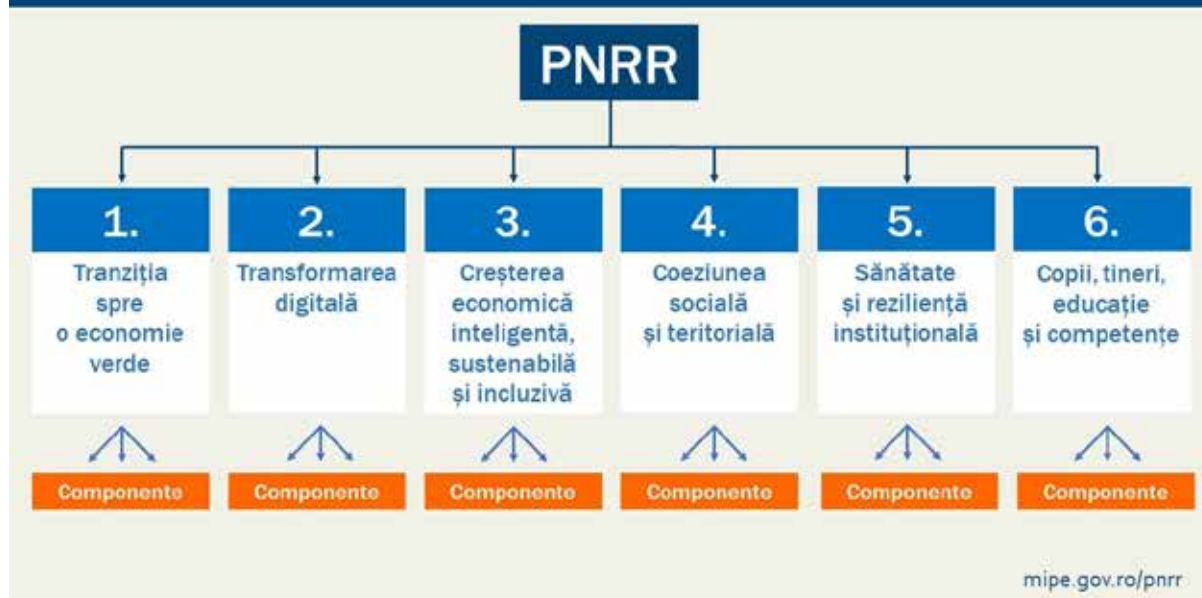 PNRR
1.
Tranziția
spre
o economie
verde
2.
Transformarea
digitală
3.
Creșterea
economică
inteligentă,
sustenabilă
și incluzivă
4.
Coeziunea
socială
și teritorială
5.
Sănătate
și reziliență
instituțională
6.
Copii, tineri,
educație
și competențe
Componente
Componente
Componente
Componente
Componente
Componente
mipe.gov.ro/pnrr